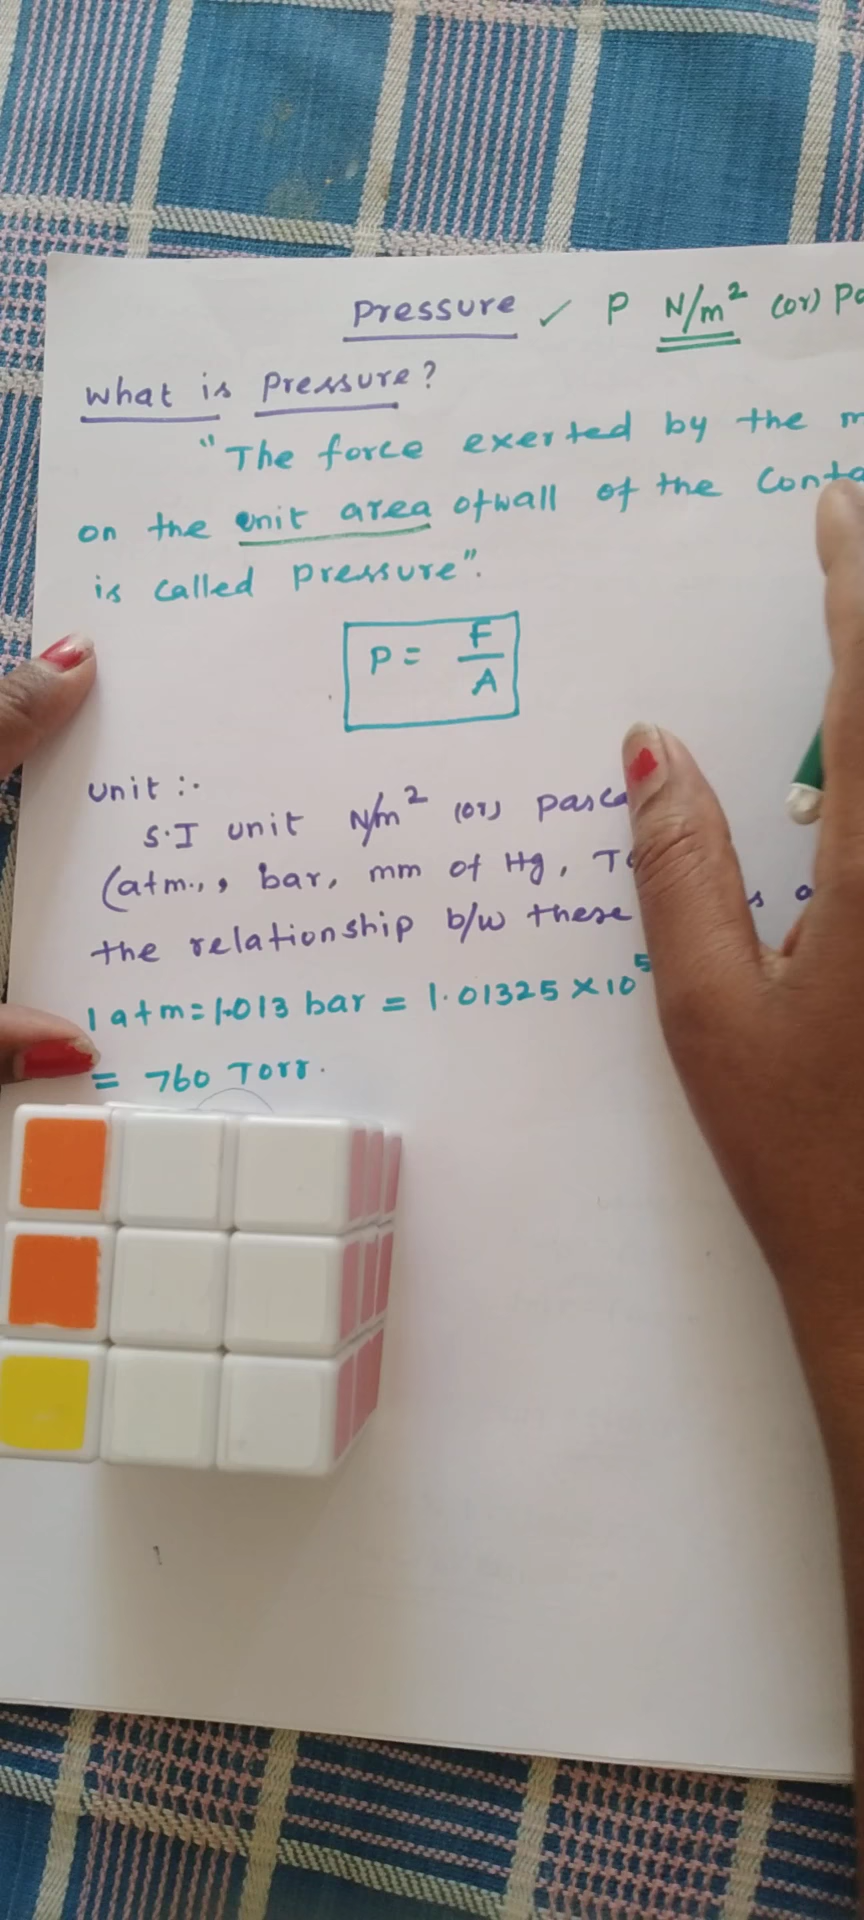 Pressure ✓ P N/m² (or) Pa
What is Pressure?
"The force exerted by the
on the unit area of wall of the
is called Pressure".
P = F/A
Unit :-
S.I unit N/m² (or)
(atm., bar, mm of Hg,
the relationship b/w these
1 atm = 1.013 bar = 1.01325 × 10⁵
= 760 Torr.